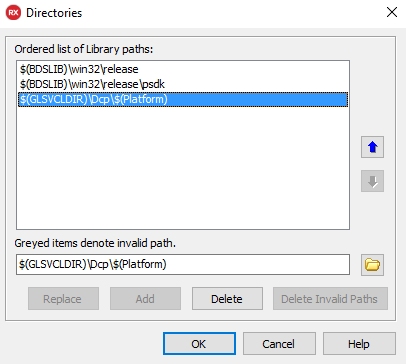 RX Directories
Ordered list of Library paths:
$(BDSLIB)\win32\release
$(BDSLIB)\win32\release\psdk
$(GLSVCLDIR)\Dcp\$(Platform)
Greyed items denote invalid path.
$(GLSVCLDIR)\Dcp\$(Platform)
Replace Add Delete Delete Invalid Paths
OK Cancel Help